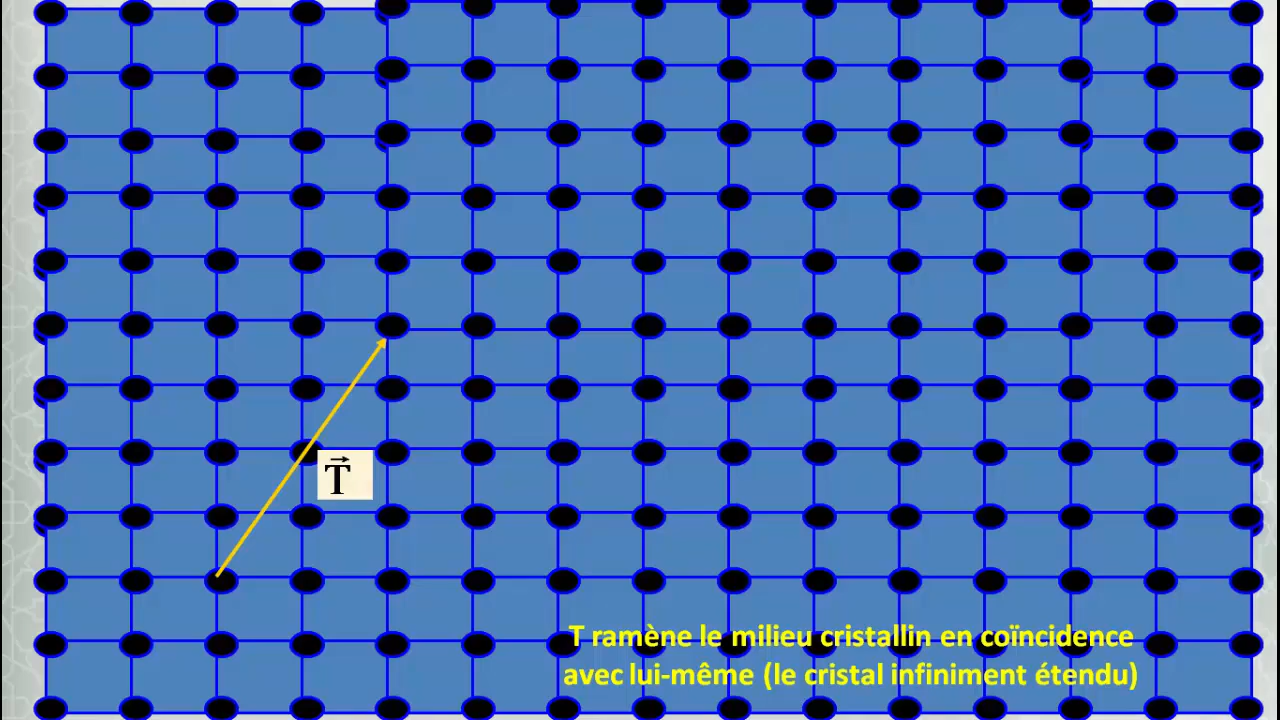 T⃗
T ramène le milieu cristallin en coïncidence
avec lui-même (le cristal infiniment étendu)